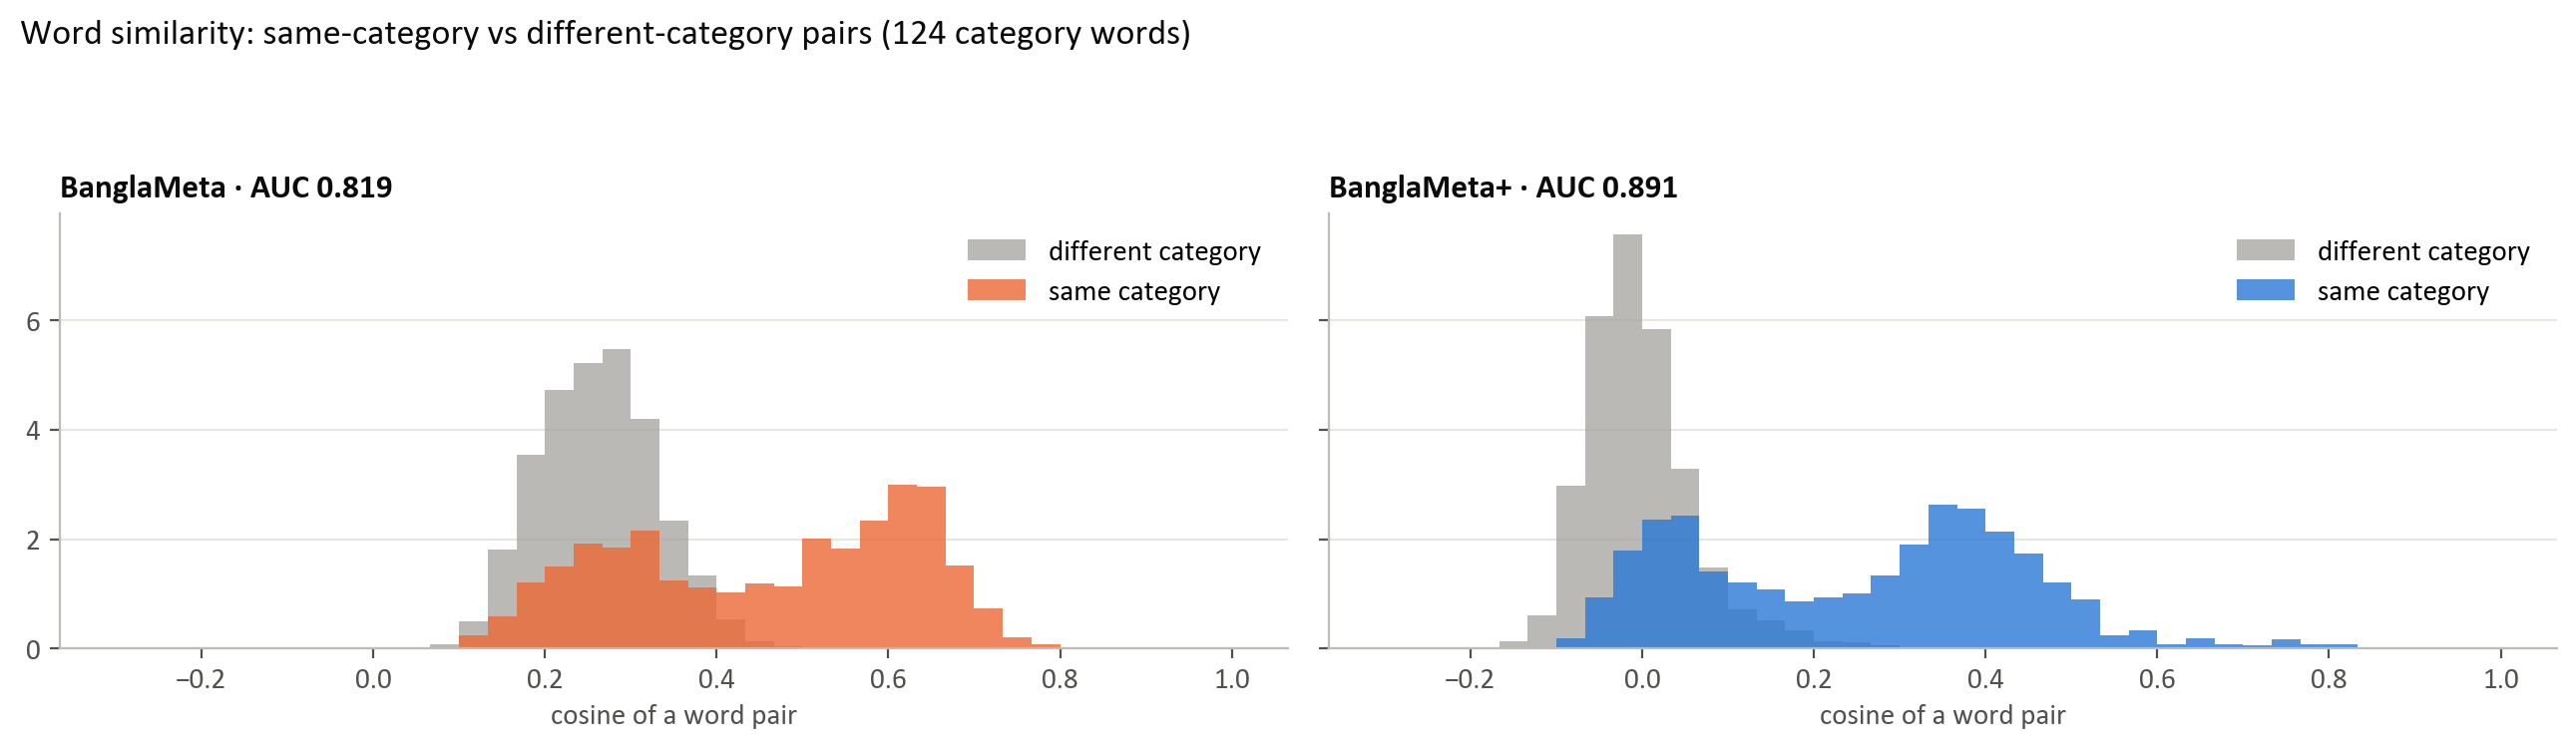 Word similarity: same-category vs different-category pairs (124 category words)
BanglaMeta · AUC 0.819
different category
same category
6
4
2
0
−0.2 0.0 0.2 0.4 0.6 0.8 1.0
cosine of a word pair
BanglaMeta+ · AUC 0.891
different category
same category
−0.2 0.0 0.2 0.4 0.6 0.8 1.0
cosine of a word pair